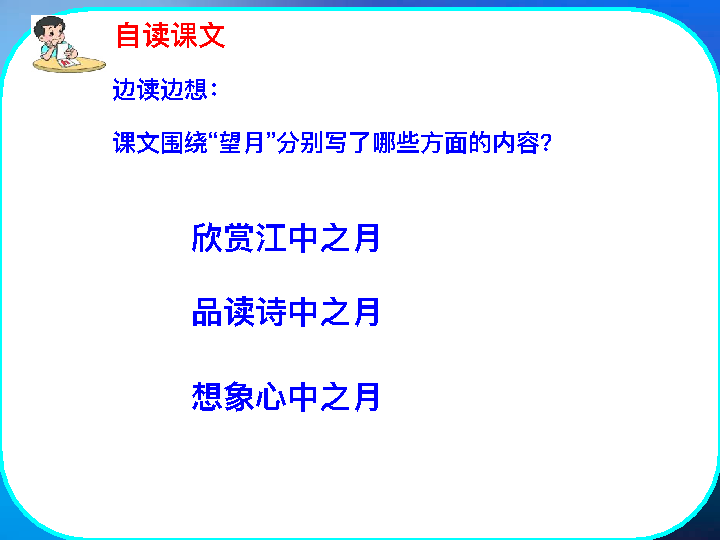 自读课文
边读边想：
课文围绕“望月”分别写了哪些方面的内容？
欣赏江中之月
品读诗中之月
想象心中之月